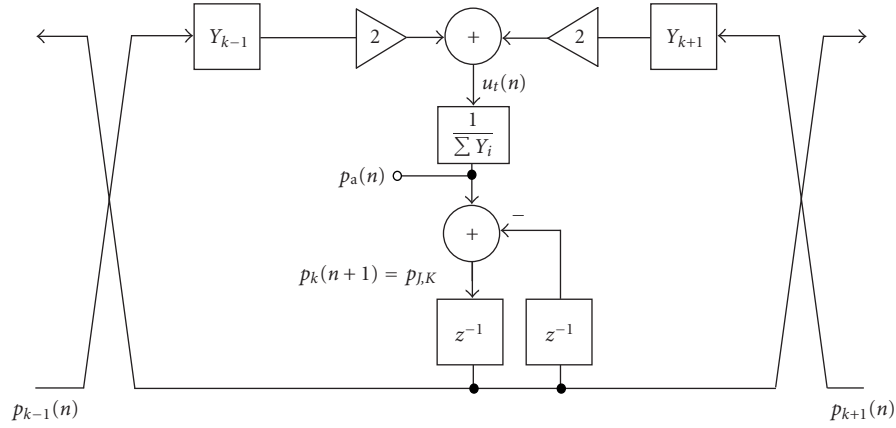 Y_{k−1}
2
+
2
Y_{k+1}
u_t(n)
1
∑ Y_i
p_a(n)
+
−
p_k(n + 1) = p_{J,K}
z^{−1}
z^{−1}
p_{k−1}(n)
p_{k+1}(n)